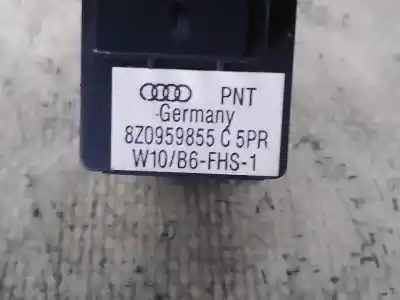 PNT
Germany
8Z0959855 C 5PR
W10/B6-FHS-1